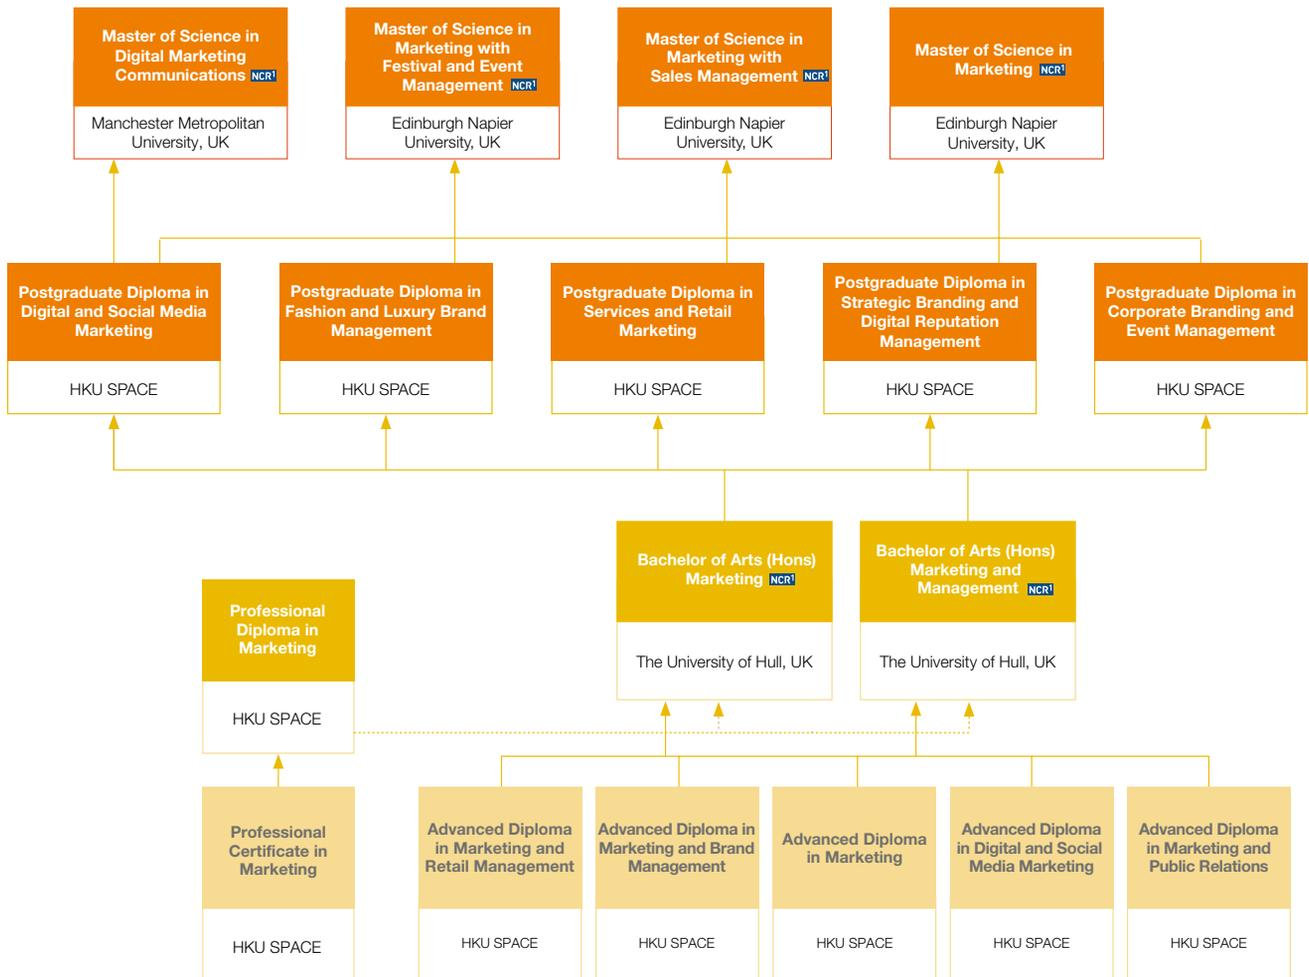 Master of Science in
Digital Marketing
Communications NCR1
Manchester Metropolitan
University, UK
Master of Science in
Marketing with
Festival and Event
Management NCR1
Edinburgh Napier
University, UK
Master of Science in
Marketing with
Sales Management NCR1
Edinburgh Napier
University, UK
Master of Science in
Marketing NCR1
Edinburgh Napier
University, UK
Postgraduate Diploma in
Digital and Social Media
Marketing
HKU SPACE
Postgraduate Diploma in
Fashion and Luxury Brand
Management
HKU SPACE
Postgraduate Diploma in
Services and Retail
Marketing
HKU SPACE
Postgraduate Diploma in
Strategic Branding and
Digital Reputation
Management
HKU SPACE
Postgraduate Diploma in
Corporate Branding and
Event Management
HKU SPACE
Bachelor of Arts (Hons)
Marketing NCR1
The University of Hull, UK
Bachelor of Arts (Hons)
Marketing and
Management NCR1
The University of Hull, UK
Professional
Diploma in
Marketing
HKU SPACE
Professional
Certificate in
Marketing
HKU SPACE
Advanced Diploma
in Marketing and
Retail Management
HKU SPACE
Advanced Diploma in
Marketing and Brand
Management
HKU SPACE
Advanced Diploma
in Marketing
HKU SPACE
Advanced Diploma
in Digital and Social
Media Marketing
HKU SPACE
Advanced Diploma
in Marketing and
Public Relations
HKU SPACE